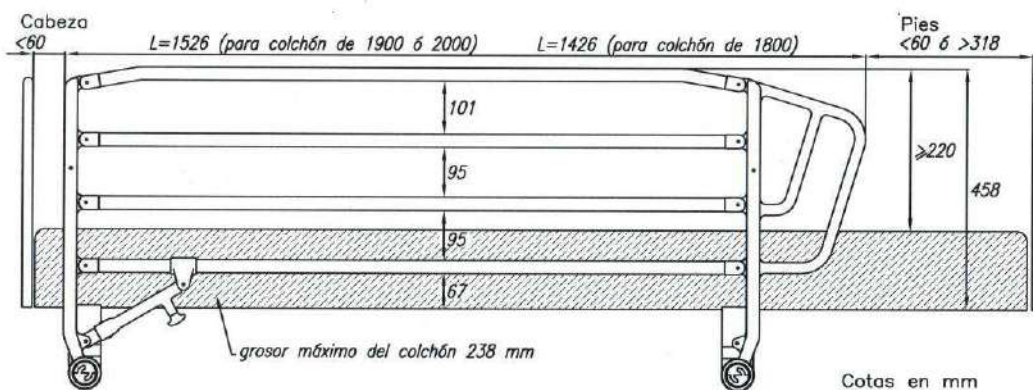 Cabeza
<60
L=1526 (para colchón de 1900 ó 2000)
L=1426 (para colchón de 1800)
Pies
<60 ó >318
101
95
95
67
≥220
458
grosor máximo del colchón 238 mm
Cotas en mm